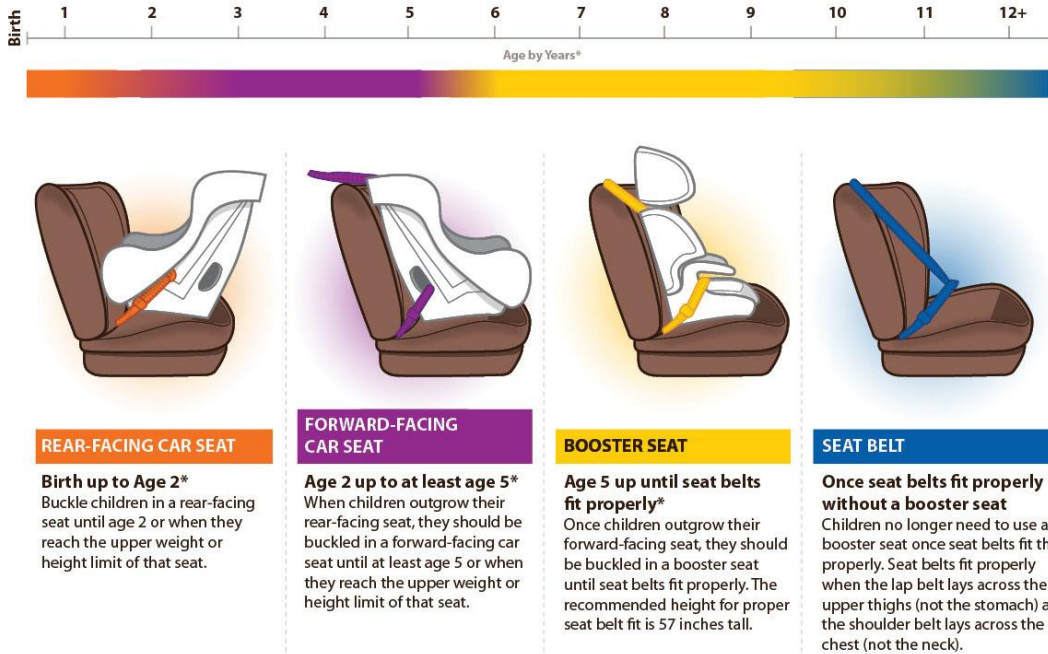 Birth 1 2 3 4 5 6 7 8 9 10 11 12+
Age by Years*
REAR-FACING CAR SEAT
Birth up to Age 2*
Buckle children in a rear-facing
seat until age 2 or when they
reach the upper weight or
height limit of that seat.
FORWARD-FACING
CAR SEAT
Age 2 up to at least age 5*
When children outgrow their
rear-facing seat, they should be
buckled in a forward-facing car
seat until at least age 5 or when
they reach the upper weight or
height limit of that seat.
BOOSTER SEAT
Age 5 up until seat belts
fit properly*
Once children outgrow their
forward-facing seat, they should
be buckled in a booster seat
until seat belts fit properly. The
recommended height for proper
seat belt fit is 57 inches tall.
SEAT BELT
Once seat belts fit properly
without a booster seat
Children no longer need to use a
booster seat once seat belts fit
properly. Seat belts fit properly
when the lap belt lays across the
upper thighs (not the stomach)
the shoulder belt lays across the
chest (not the neck).